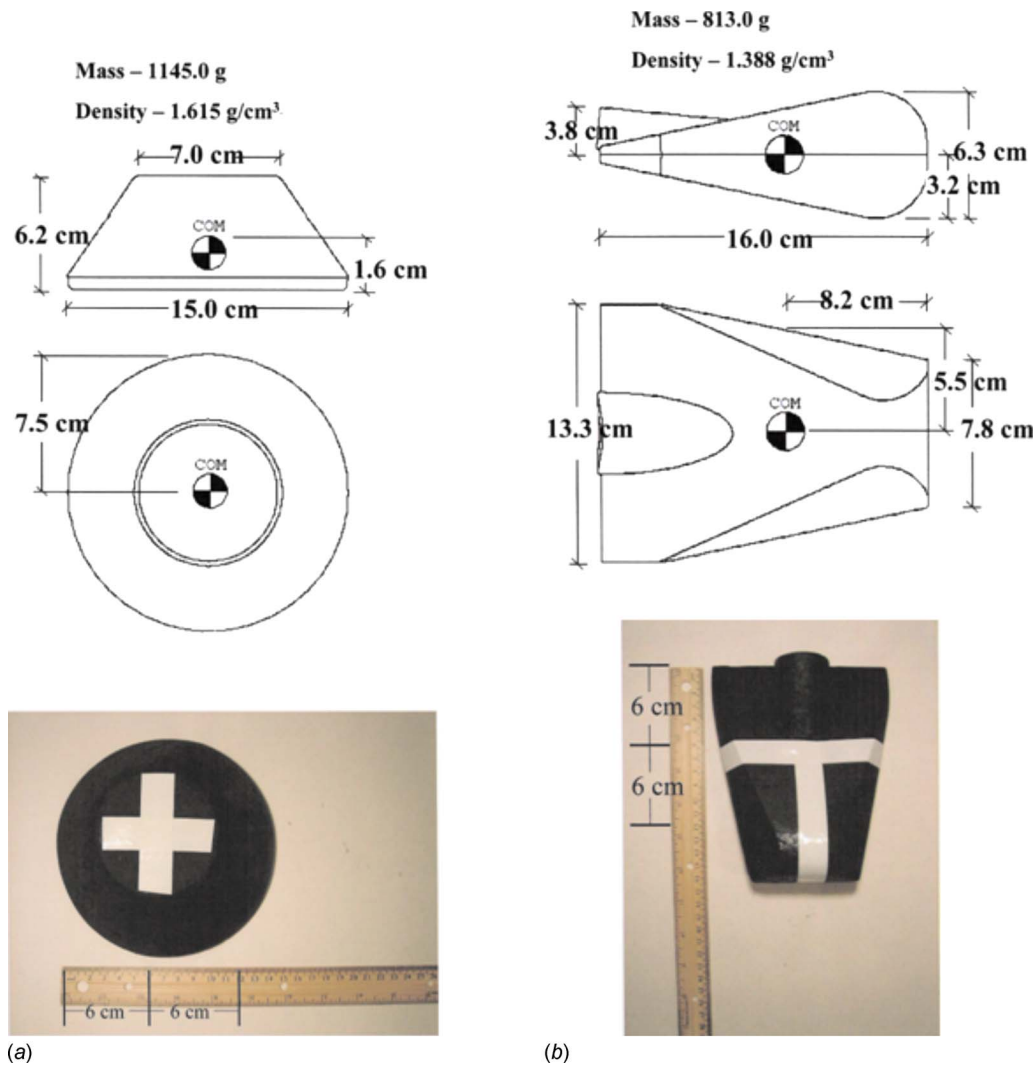 Mass – 1145.0 g
Density – 1.615 g/cm³
7.0 cm
6.2 cm
COM
1.6 cm
15.0 cm
7.5 cm
COM
6 cm
6 cm
(a)
Mass – 813.0 g
Density – 1.388 g/cm³
3.8 cm
COM
6.3 cm
3.2 cm
16.0 cm
8.2 cm
5.5 cm
COM
13.3 cm
7.8 cm
6 cm
6 cm
(b)